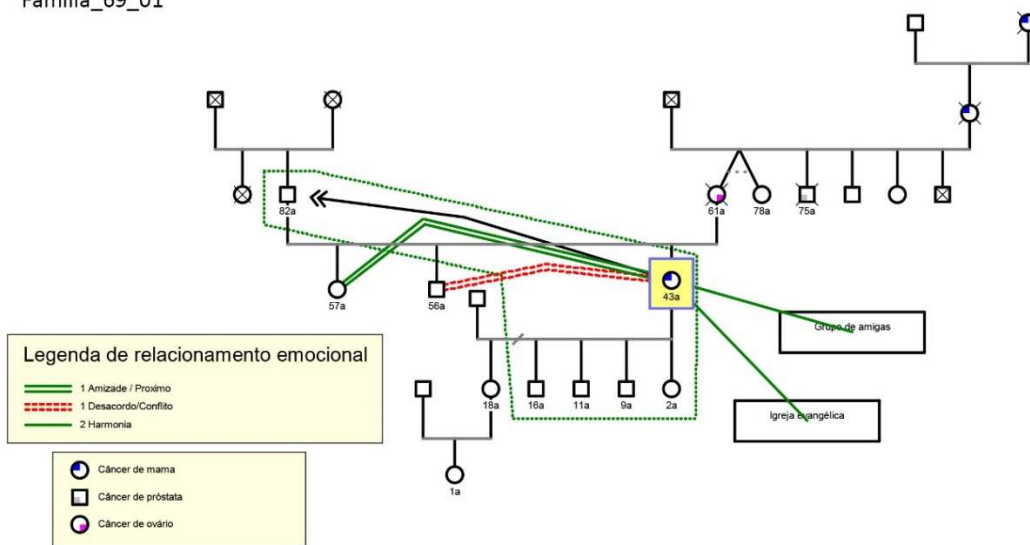 Familia_69_01
82a
61a
78a
75a
57a
56a
43a
Grupo de amigas
Igreja evangélica
18a
16a
11a
9a
2a
1a
Legenda de relacionamento emocional
1 Amizade / Proximo
1 Desacordo/Conflito
2 Harmonia
Câncer de mama
Câncer de próstata
Câncer de ovário